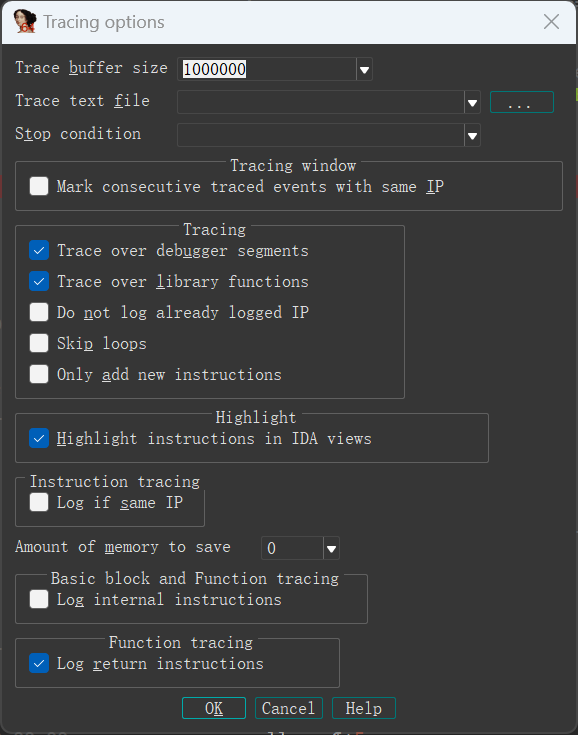 Tracing options
Trace buffer size 1000000
Trace text file ...
Stop condition
Tracing window
Mark consecutive traced events with same IP
Tracing
Trace over debugger segments
Trace over library functions
Do not log already logged IP
Skip loops
Only add new instructions
Highlight
Highlight instructions in IDA views
Instruction tracing
Log if same IP
Amount of memory to save 0
Basic block and Function tracing
Log internal instructions
Function tracing
Log return instructions
OK Cancel Help